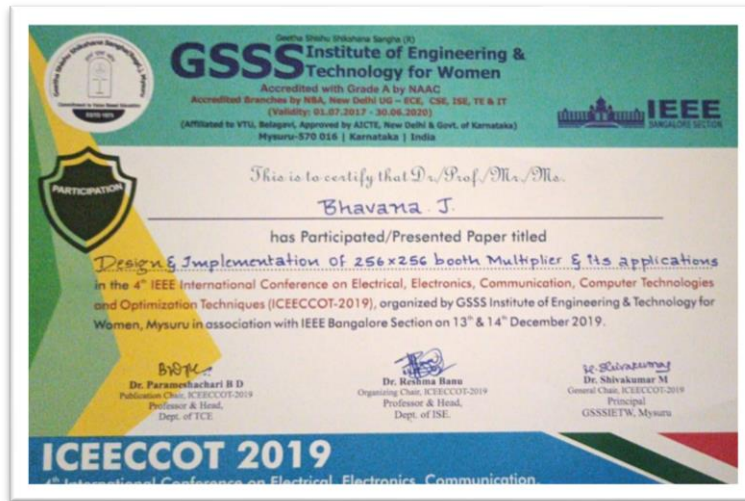 Geetha Shishu Shikshana Sangha (R)
GSSS Institute of Engineering &
Technology for Women
Accredited with Grade A by NAAC
Accredited Branches by NBA, New Delhi UG – ECE, CSE, ISE, TE & IT
(Validity: 01.07.2017 - 30.06.2020)
(Affiliated to VTU, Belagavi, Approved by AICTE, New Delhi & Govt. of Karnataka)
Mysuru-570 016 | Karnataka | India
IEEE
BANGALORE SECTION
PARTICIPATION
This is to certify that Dr./Prof./Mr./Ms.
Bhavana J.
has Participated/Presented Paper titled
Design & Implementation Of 256x256 booth Multiplier & its applications
in the 4th IEEE International Conference on Electrical, Electronics, Communication, Computer Technologies
and Optimization Techniques (ICEECCOT-2019), organized by GSSS Institute of Engineering & Technology for
Women, Mysuru in association with IEEE Bangalore Section on 13th & 14th December 2019.
Dr. Parameshachari B D
Publication Chair, ICEECCOT-2019
Professor & Head,
Dept. of TCE
Dr. Reshma Banu
Organizing Chair, ICEECCOT-2019
Professor & Head,
Dept. of ISE.
H. Shivakumar
Dr. Shivakumar M
General Chair, ICEECCOT-2019
Principal
GSSSIETW, Mysuru
ICEECCOT 2019
4th International Conference on Electrical, Electronics, Communication,